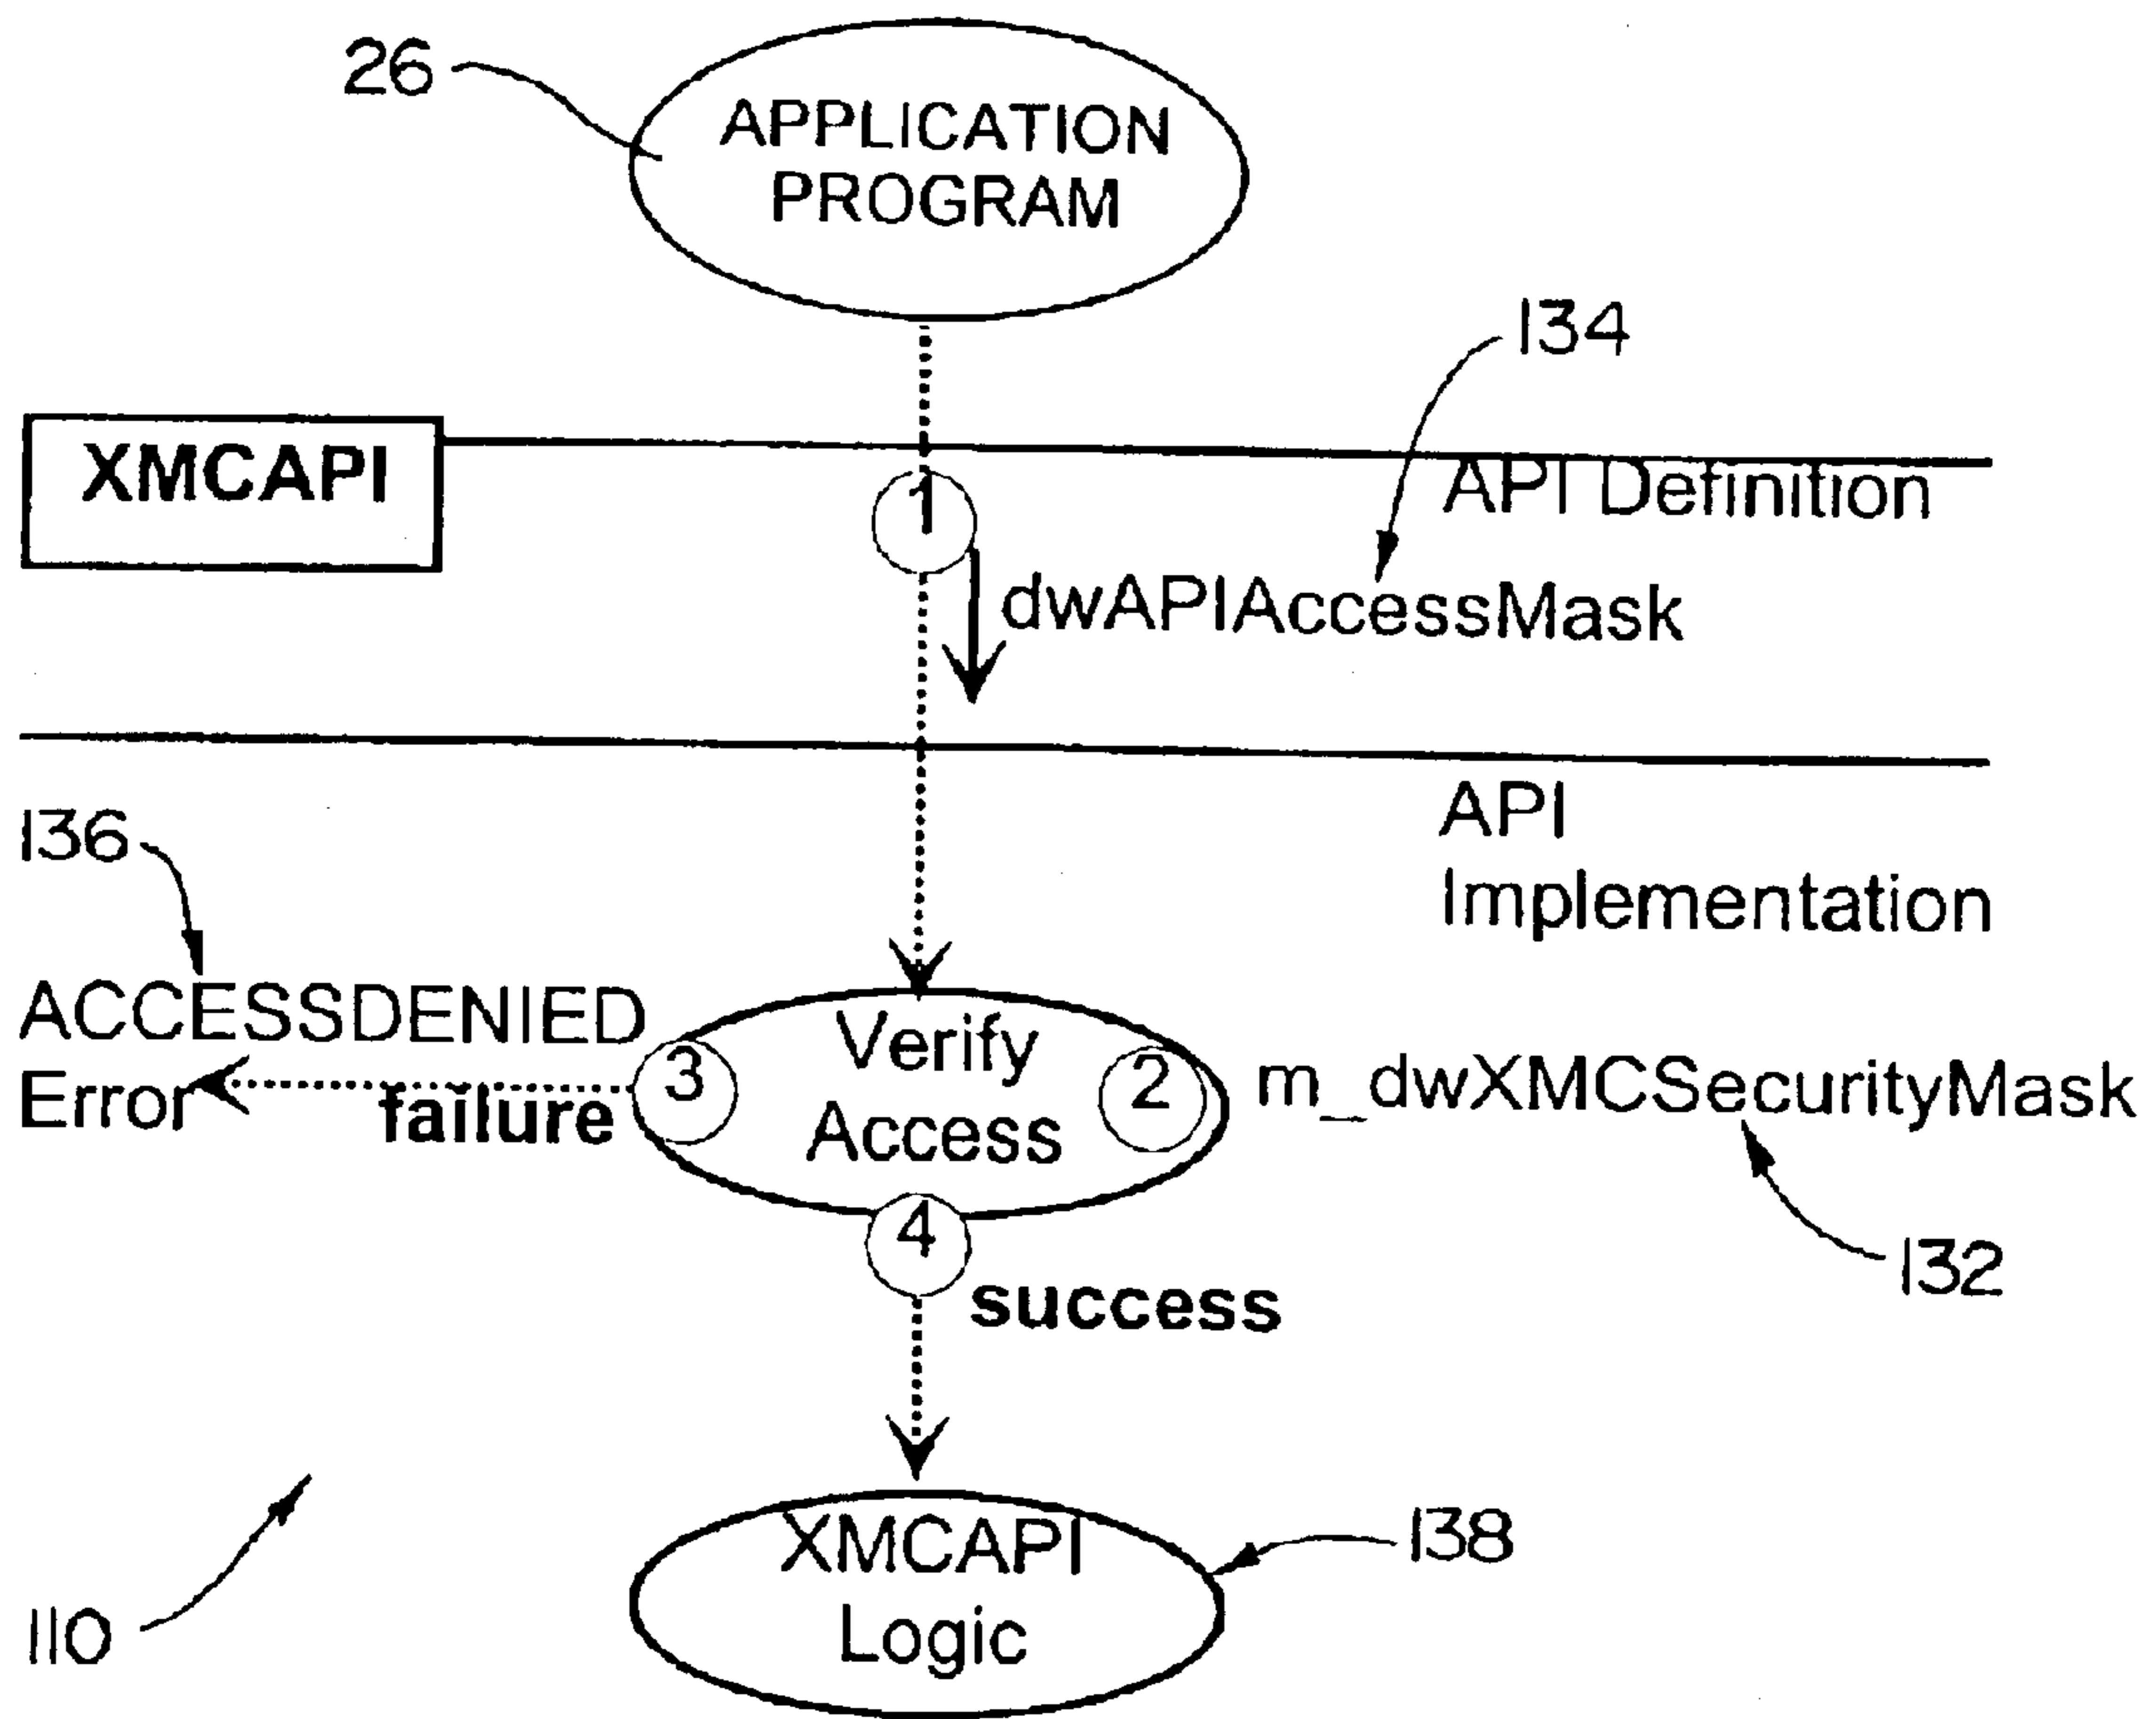 26
APPLICATION
PROGRAM
134
XMCAPI
API Definition
1
dwAPIAccessMask
API
Implementation
136
ACCESSDENIED
Error
failure
3
Verify
Access
2
m_dwXMCSecurityMask
4
success
132
XMCAPI
Logic
138
110